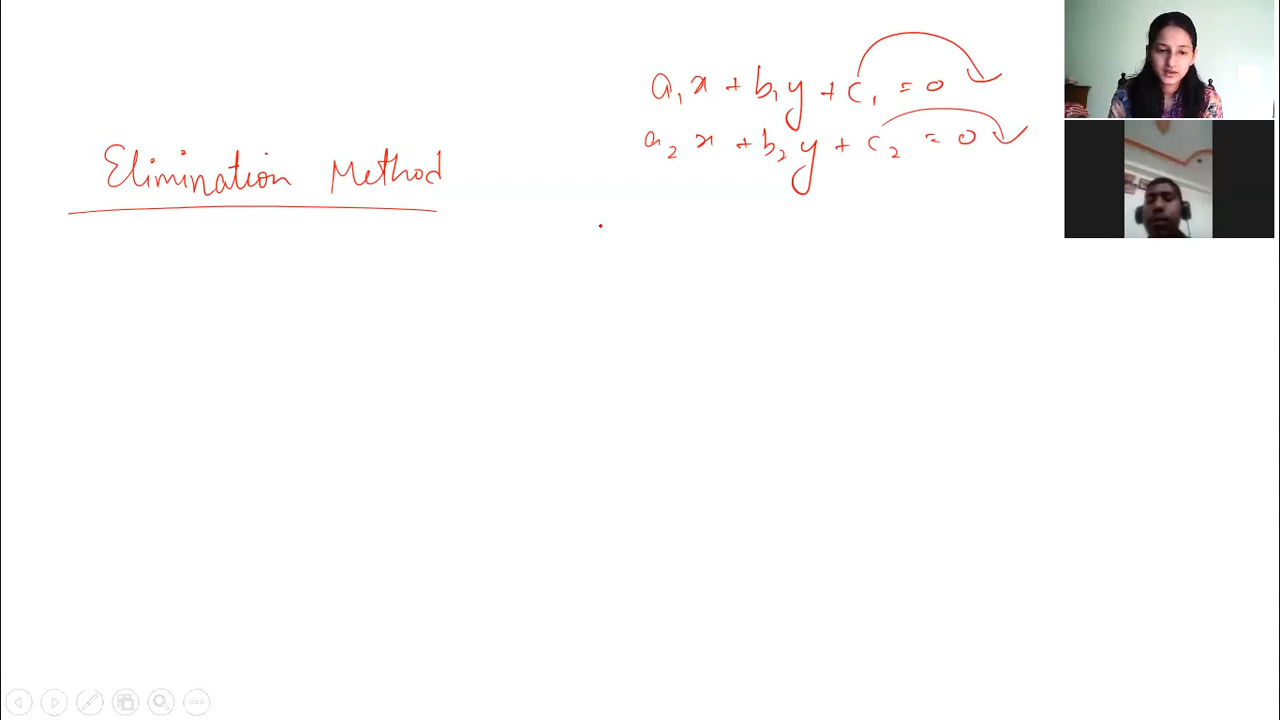 a₁x + b₁y + c₁ = 0
a₂x + b₂y + c₂ = 0
Elimination Method